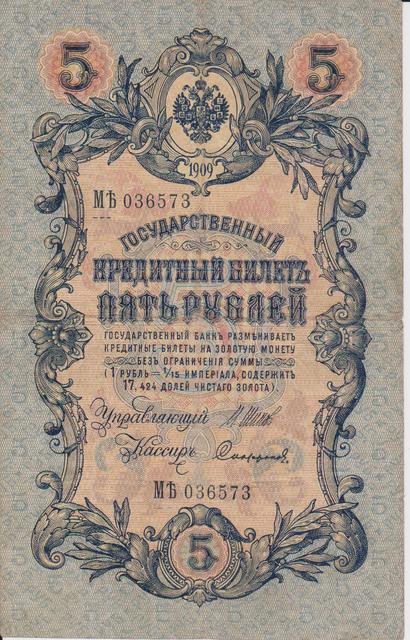 5 5
1909
МѢ 036573
ГОСУДАРСТВЕННЫЙ
КРЕДИТНЫЙ БИЛЕТЪ
ПЯТЬ РУБЛЕЙ
ГОСУДАРСТВЕННЫЙ БАНКЪ РАЗМѢНИВАЕТЪ
КРЕДИТНЫЕ БИЛЕТЫ НА ЗОЛОТУЮ МОНЕТУ
БЕЗЪ ОГРАНИЧЕНІЯ СУММЫ
(1 РУБЛЬ = 1/15 ИМПЕРІАЛА, СОДЕРЖИТЪ
17,424 ДОЛЕЙ ЧИСТАГО ЗОЛОТА).
Управляющій
Кассиръ
МѢ 036573
5